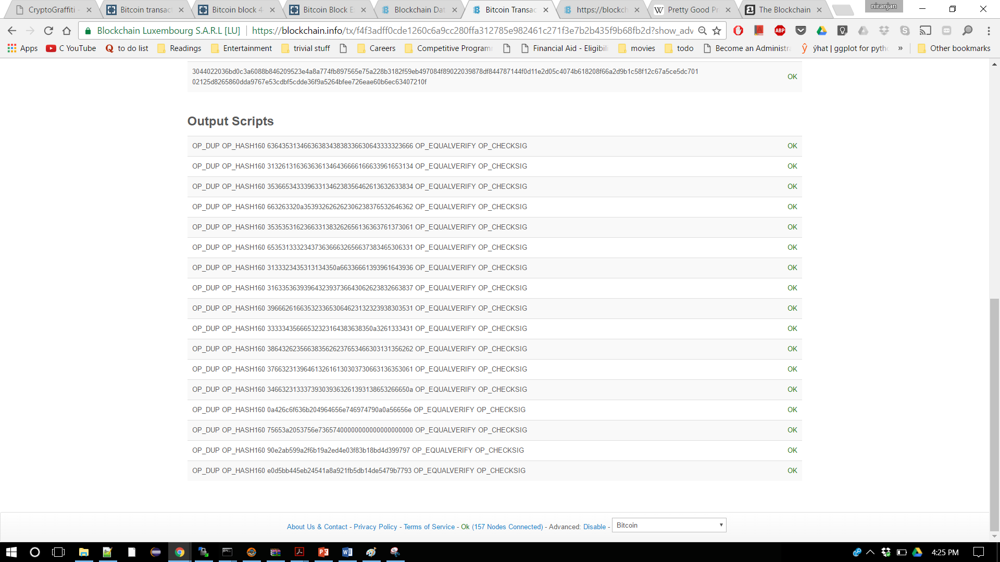 CryptoGraffiti -
Bitcoin transact
Bitcoin block 4
Bitcoin Block E
Blockchain Dat
Bitcoin Transac
https://blockch
Pretty Good Pr
The Blockchain
niranjan
Blockchain Luxembourg S.A.R.L [LU]
https://blockchain.info/tx/f4f3adff0cde1260c6a9cc280ffa312785e982461c271f3e7b2b435f9b68fb2d?show_adv
Apps
C YouTube
to do list
Readings
Entertainment
trivial stuff
Careers
Competitive Program
Financial Aid - Eligibili
movies
todo
Become an Administra
ŷhat | ggplot for pyth
»
Other bookmarks
3044022036bd0c3a6088b846209523e4a8a774fb897565e75a228b3182f59eb497084f89022039878df844787144f0d11e2d05c4074b618208f66a2d9b1c58f12c67a5ce5dc701
02125d8265860dda9767e53cdbf5cdde36f9a5264bfee726eae60b6ec63407210f
OK
Output Scripts
OP_DUP OP_HASH160 6364353134663638343838336630643333323666 OP_EQUALVERIFY OP_CHECKSIG OK
OP_DUP OP_HASH160 3132613163636361346436666166633961653134 OP_EQUALVERIFY OP_CHECKSIG OK
OP_DUP OP_HASH160 3536653433396331346238356462613632633834 OP_EQUALVERIFY OP_CHECKSIG OK
OP_DUP OP_HASH160 663263320a353932626262306238376532646362 OP_EQUALVERIFY OP_CHECKSIG OK
OP_DUP OP_HASH160 3535353162366331383262656136363761373061 OP_EQUALVERIFY OP_CHECKSIG OK
OP_DUP OP_HASH160 6535313332343736366632656637383465306331 OP_EQUALVERIFY OP_CHECKSIG OK
OP_DUP OP_HASH160 3133323435313134350a66336661393961643936 OP_EQUALVERIFY OP_CHECKSIG OK
OP_DUP OP_HASH160 3163353639396432393736643062623832663837 OP_EQUALVERIFY OP_CHECKSIG OK
OP_DUP OP_HASH160 3966626166353233653064623132323938303531 OP_EQUALVERIFY OP_CHECKSIG OK
OP_DUP OP_HASH160 3333343566653232316438363835​0a3261333431 OP_EQUALVERIFY OP_CHECKSIG OK
OP_DUP OP_HASH160 3864326235663835626237653466303131356262 OP_EQUALVERIFY OP_CHECKSIG OK
OP_DUP OP_HASH160 3766323139646132616130303730663136353061 OP_EQUALVERIFY OP_CHECKSIG OK
OP_DUP OP_HASH160 346632313337393039363261393138653266650a OP_EQUALVERIFY OP_CHECKSIG OK
OP_DUP OP_HASH160 0a426c6f636b204964656e746974790a0a56656e OP_EQUALVERIFY OP_CHECKSIG OK
OP_DUP OP_HASH160 75653a2053756e73657400000000000000000000 OP_EQUALVERIFY OP_CHECKSIG OK
OP_DUP OP_HASH160 90e2ab599a2f6b19a2ed4e03f83b18bd4d399797 OP_EQUALVERIFY OP_CHECKSIG OK
OP_DUP OP_HASH160 e0d5bb445eb24541a8a921fb5db14de5479b7793 OP_EQUALVERIFY OP_CHECKSIG OK
About Us & Contact - Privacy Policy - Terms of Service - Ok (157 Nodes Connected) - Advanced: Disable - Bitcoin
4:25 PM